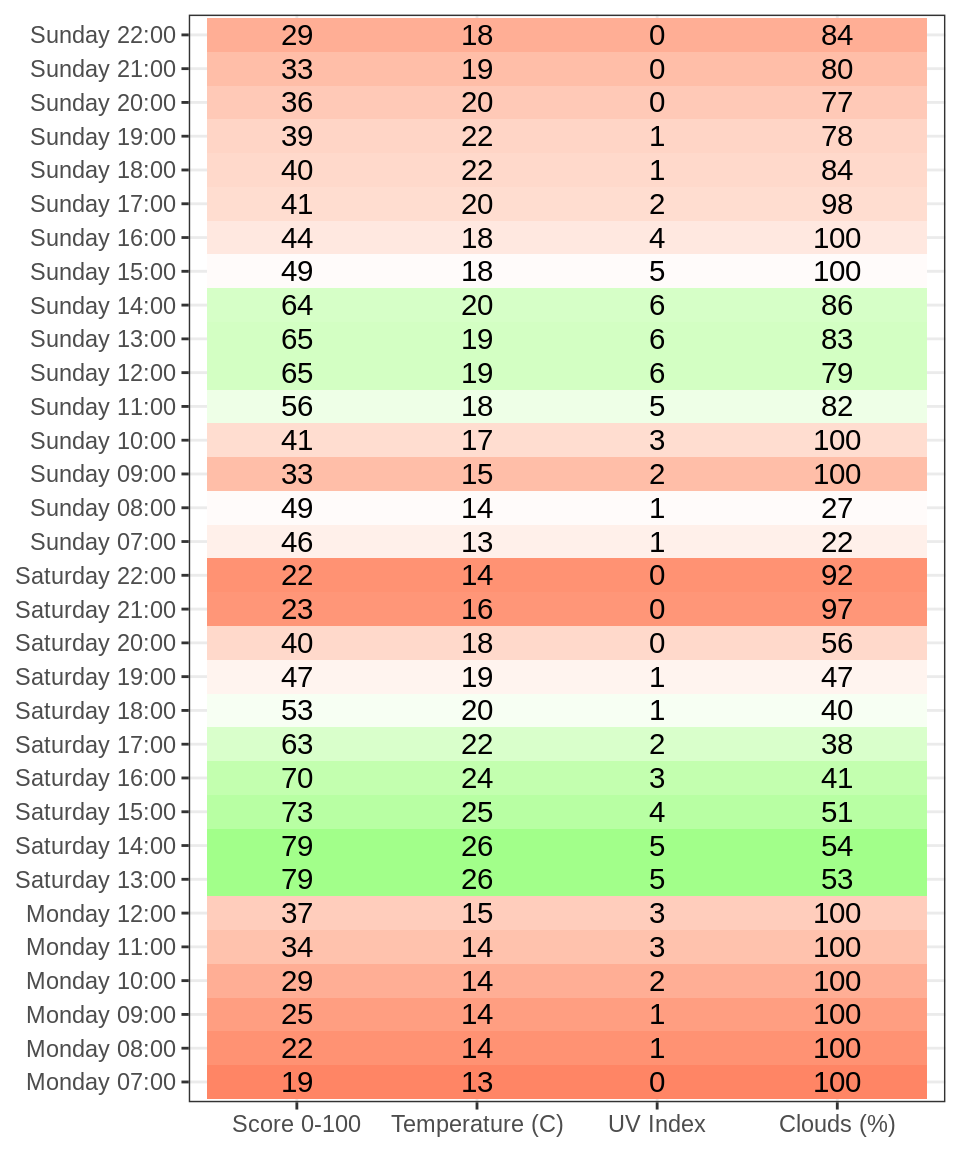 Sunday 22:00 29 18 0 84
Sunday 21:00 33 19 0 80
Sunday 20:00 36 20 0 77
Sunday 19:00 39 22 1 78
Sunday 18:00 40 22 1 84
Sunday 17:00 41 20 2 98
Sunday 16:00 44 18 4 100
Sunday 15:00 49 18 5 100
Sunday 14:00 64 20 6 86
Sunday 13:00 65 19 6 83
Sunday 12:00 65 19 6 79
Sunday 11:00 56 18 5 82
Sunday 10:00 41 17 3 100
Sunday 09:00 33 15 2 100
Sunday 08:00 49 14 1 27
Sunday 07:00 46 13 1 22
Saturday 22:00 22 14 0 92
Saturday 21:00 23 16 0 97
Saturday 20:00 40 18 0 56
Saturday 19:00 47 19 1 47
Saturday 18:00 53 20 1 40
Saturday 17:00 63 22 2 38
Saturday 16:00 70 24 3 41
Saturday 15:00 73 25 4 51
Saturday 14:00 79 26 5 54
Saturday 13:00 79 26 5 53
Monday 12:00 37 15 3 100
Monday 11:00 34 14 3 100
Monday 10:00 29 14 2 100
Monday 09:00 25 14 1 100
Monday 08:00 22 14 1 100
Monday 07:00 19 13 0 100
Score 0-100 Temperature (C) UV Index Clouds (%)